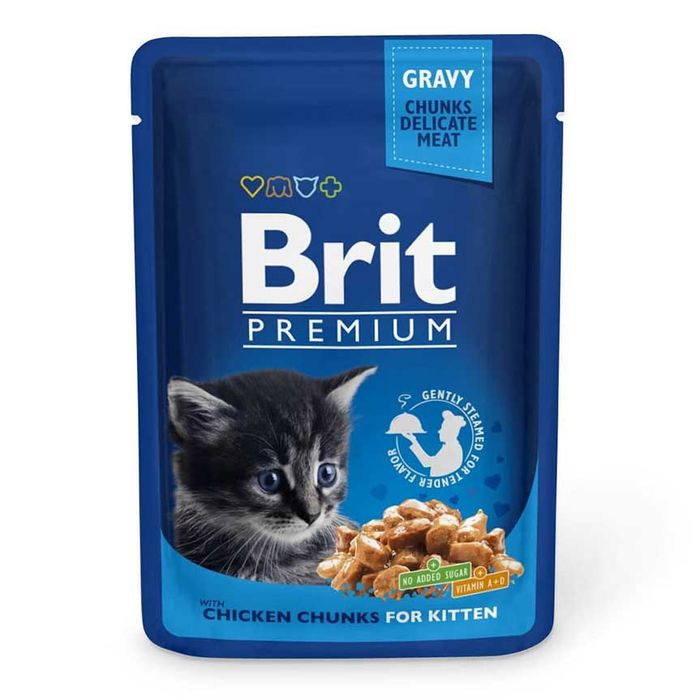 GRAVY
CHUNKS
DELICATE
MEAT
Brit
PREMIUM
GENTLY STEAMED FOR TENDER FLAVOR
NO ADDED SUGAR
VITAMIN A+D
WITH
CHICKEN CHUNKS FOR KITTEN